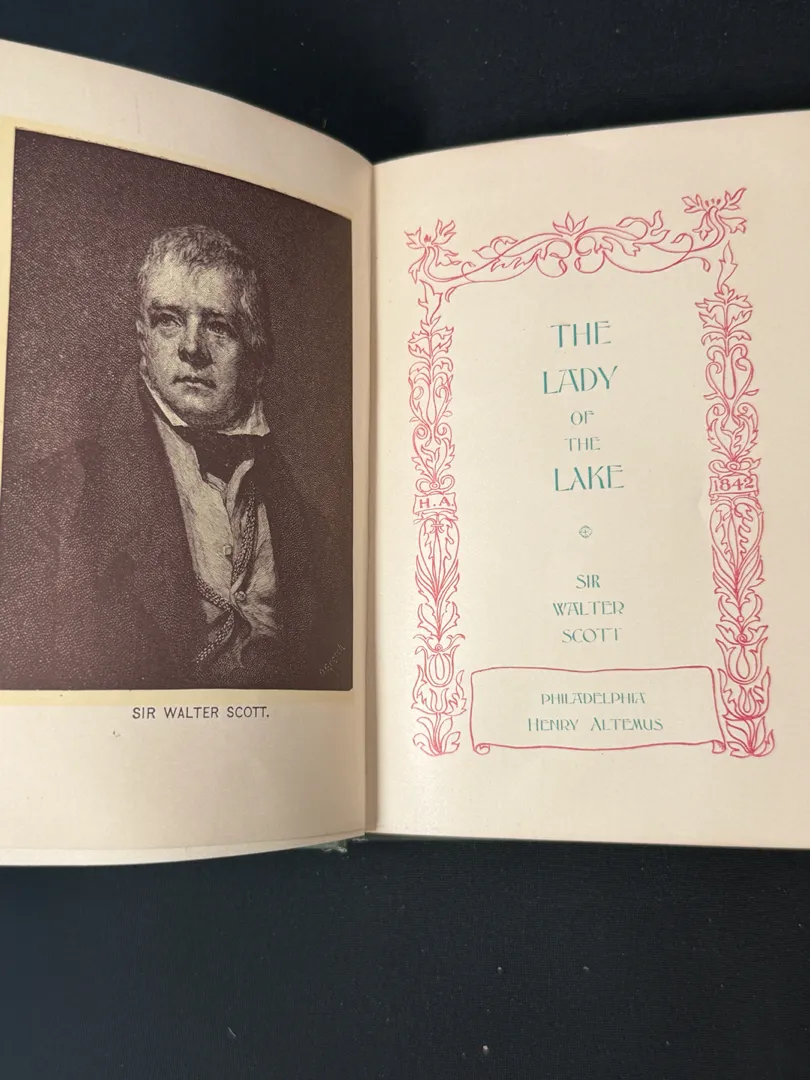 SIR WALTER SCOTT.
THE
LADY
OF
THE
LAKE
H.A.
1842
SIR
WALTER
SCOTT
PHILADELPHIA
HENRY ALTEMUS